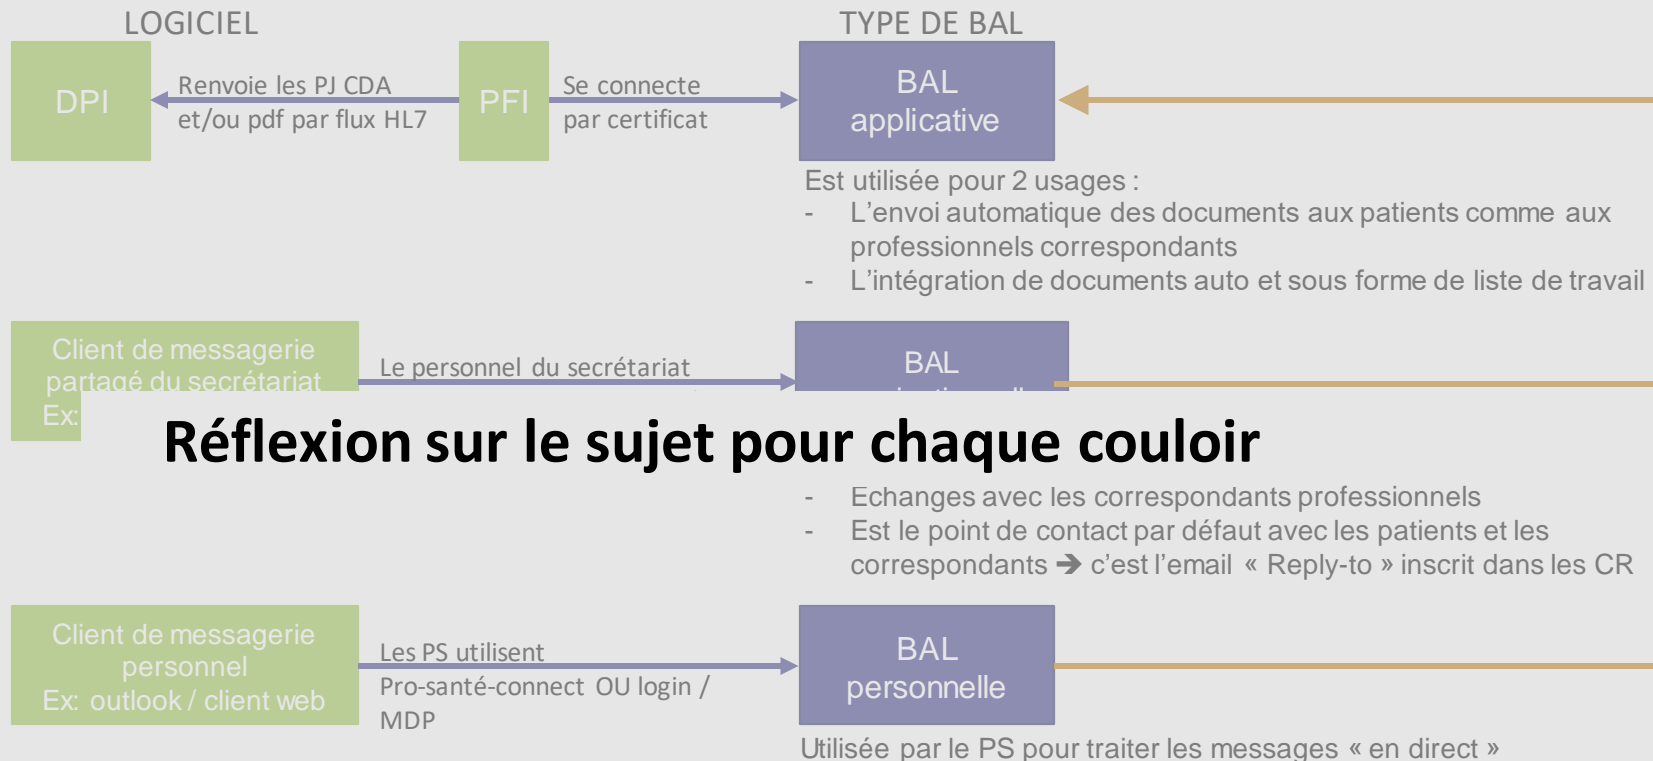 LOGICIEL
TYPE DE BAL
DPI
Renvoie les PJ CDA
et/ou pdf par flux HL7
PFI
Se connecte
par certificat
BAL
applicative
Est utilisée pour 2 usages :
- L’envoi automatique des documents aux patients comme aux
professionnels correspondants
- L’intégration de documents auto et sous forme de liste de travail
Client de messagerie
partagé du secrétariat
Ex:
Le personnel du secrétariat
BAL
Réflexion sur le sujet pour chaque couloir
- Echanges avec les correspondants professionnels
- Est le point de contact par défaut avec les patients et les
correspondants ➔ c’est l’email « Reply-to » inscrit dans les CR
Client de messagerie
personnel
Ex: outlook / client web
Les PS utilisent
Pro-santé-connect OU login /
MDP
BAL
personnelle
Utilisée par le PS pour traiter les messages « en direct »